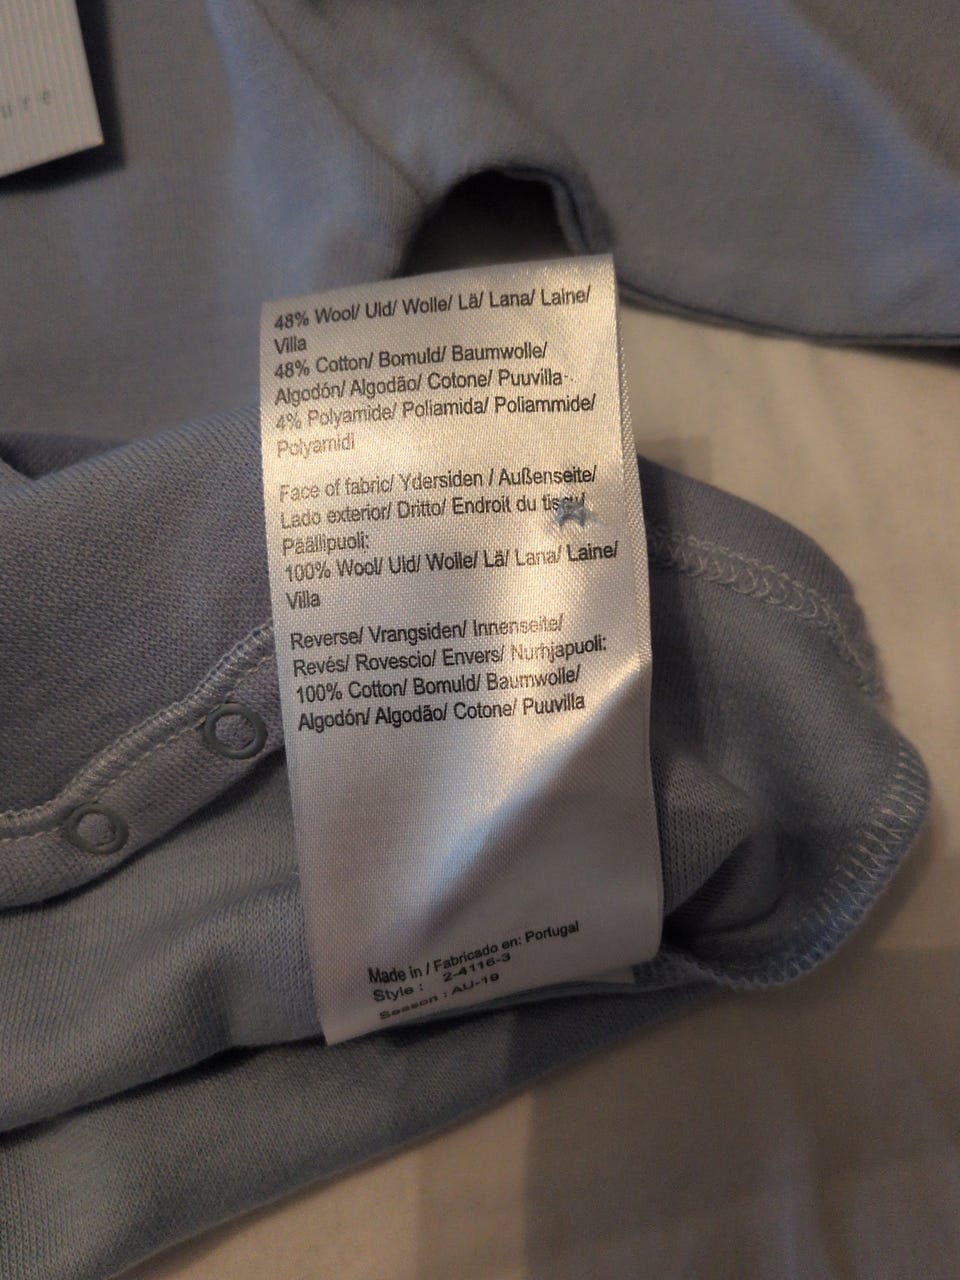 ure
48% Wool/ Uld/ Wolle/ Lä/ Lana/ Laine/
Villa
48% Cotton/ Bomuld/ Baumwolle/
Algodón/ Algodão/ Cotone/ Puuvilla
4% Polyamide/ Poliamida/ Poliammide/
Polyamidi
Face of fabric/ Ydersiden / Außenseite/
Lado exterior/ Dritto/ Endroit du
Päällipuoli:
100% Wool/ Uld/ Wolle/ Lä/ Lana/ Laine/
Villa
Reverse/ Vrangsiden/ Innenseite/
Revés/ Rovescio/ Envers/ Nurhjapuoli:
100% Cotton/ Bomuld/ Baumwolle/
Algodón/ Algodão/ Cotone/ Puuvilla
Made in / Fabricado en: Portugal
Style : 2-4116-3
Season : AU-19